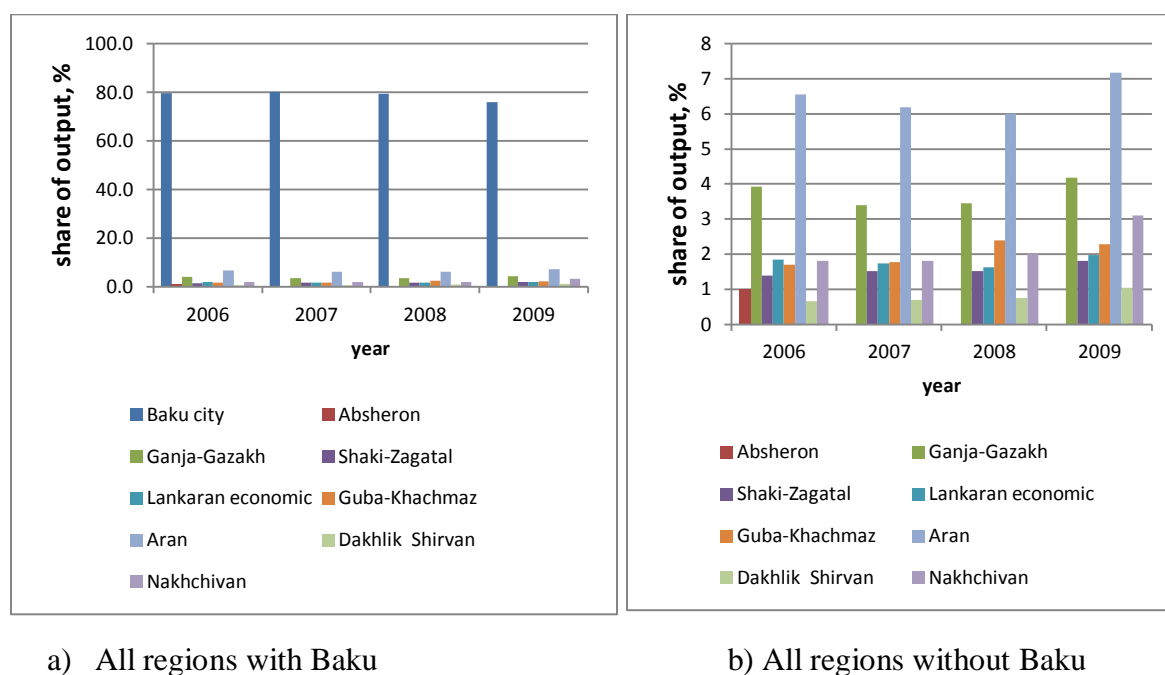 100.0
80.0
60.0
40.0
20.0
0.0
share of output, %
2006 2007 2008 2009
year
Baku city Absheron
Ganja-Gazakh Shaki-Zagatal
Lankaran economic Guba-Khachmaz
Aran Dakhlik Shirvan
Nakhchivan
8
7
6
5
4
3
2
1
0
share of output, %
2006 2007 2008 2009
year
Absheron Ganja-Gazakh
Shaki-Zagatal Lankaran economic
Guba-Khachmaz Aran
Dakhlik Shirvan Nakhchivan
a) All regions with Baku
b) All regions without Baku